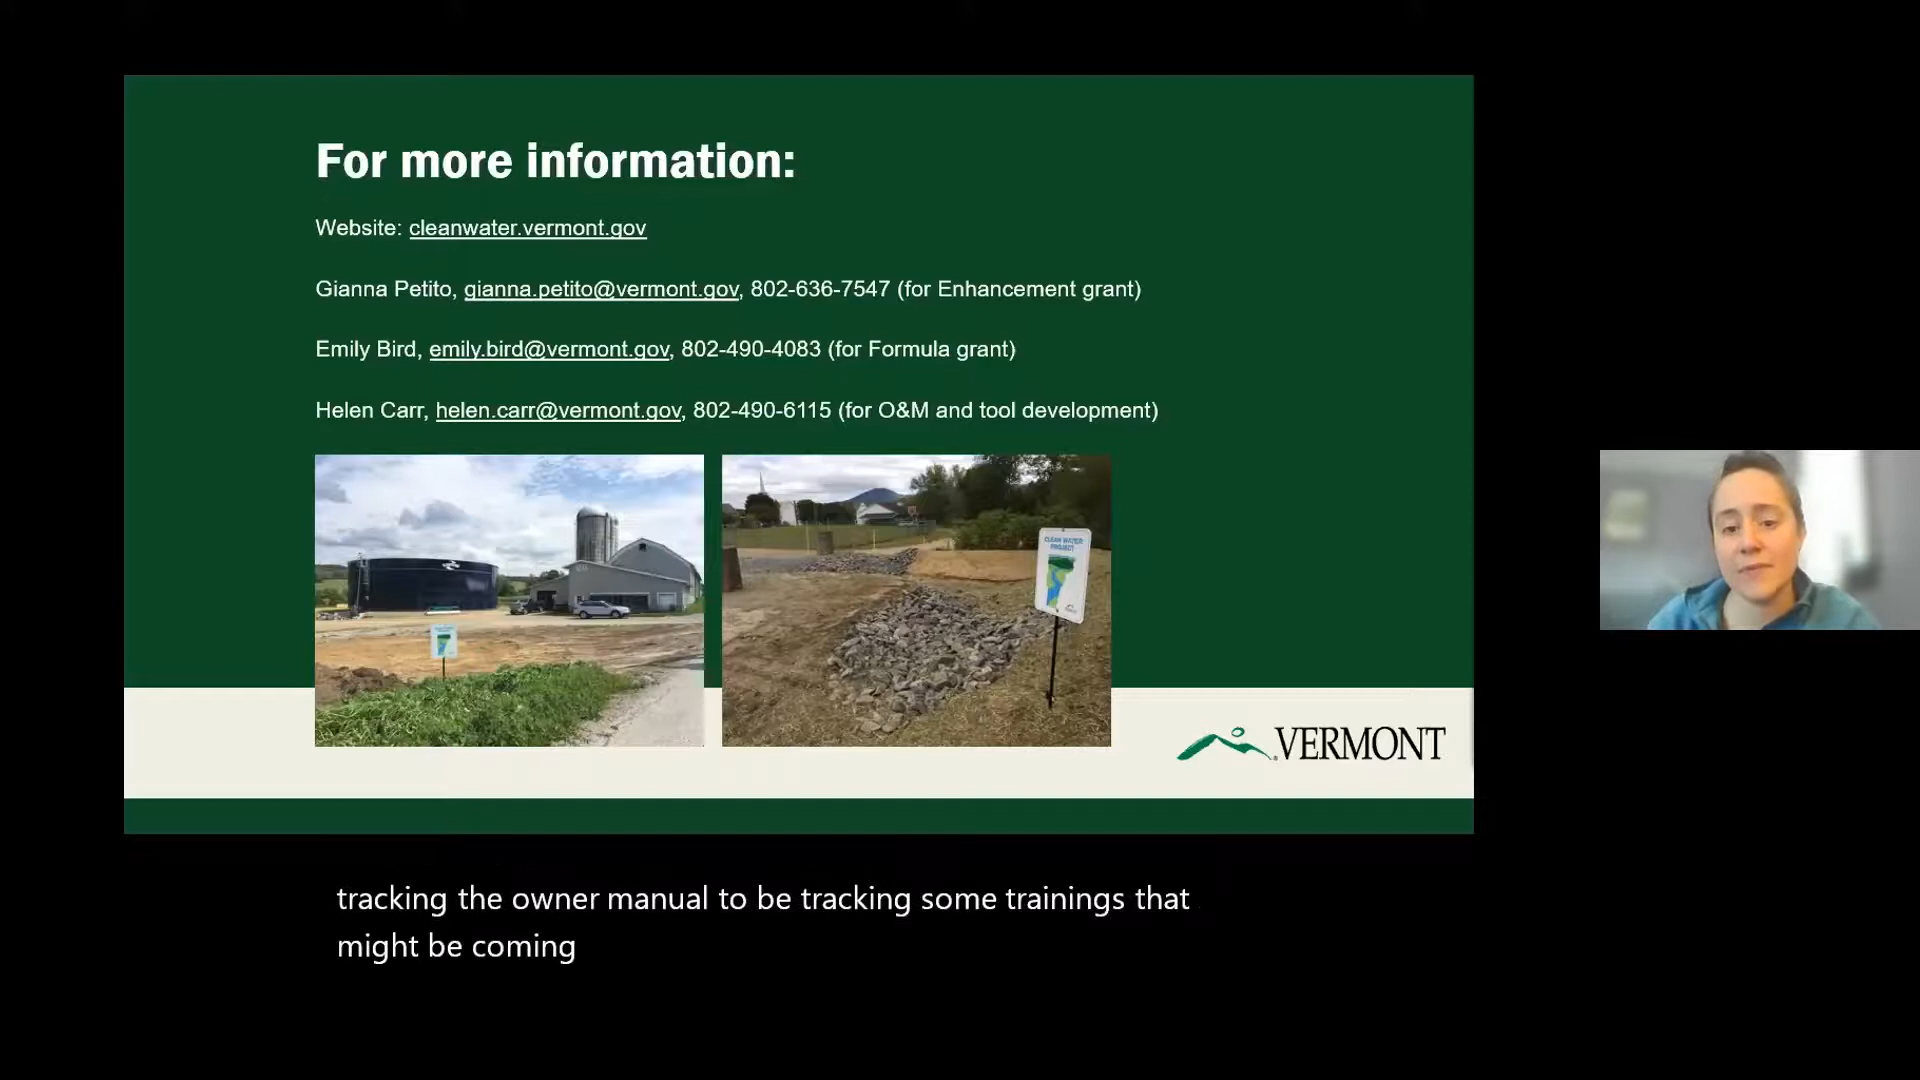 For more information:
Website: cleanwater.vermont.gov
Gianna Petito, gianna.petito@vermont.gov, 802-636-7547 (for Enhancement grant)
Emily Bird, emily.bird@vermont.gov, 802-490-4083 (for Formula grant)
Helen Carr, helen.carr@vermont.gov, 802-490-6115 (for O&M and tool development)
CLEAN WATER
PROJECT
VERMONT
tracking the owner manual to be tracking some trainings that
might be coming